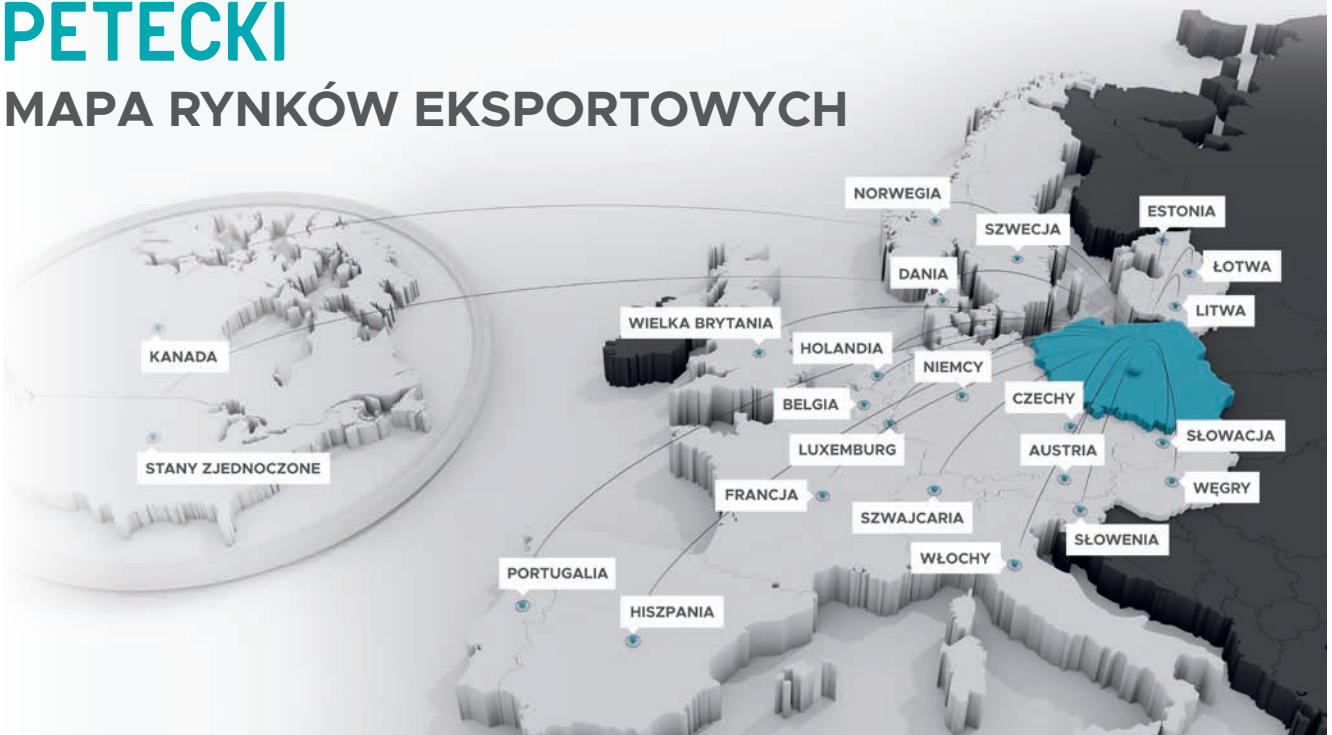 PETECKI
MAPA RYNKÓW EKSPORTOWYCH
NORWEGIA
ESTONIA
SZWECJA
ŁOTWA
DANIA
LITWA
WIELKA BRYTANIA
HOLANDIA
KANADA
NIEMCY
BELGIA
CZECHY
SŁOWACJA
LUXEMBURG
AUSTRIA
STANY ZJEDNOCZONE
WĘGRY
FRANCJA
SZWAJCARIA
SŁOWENIA
WŁOCHY
PORTUGALIA
HISZPANIA